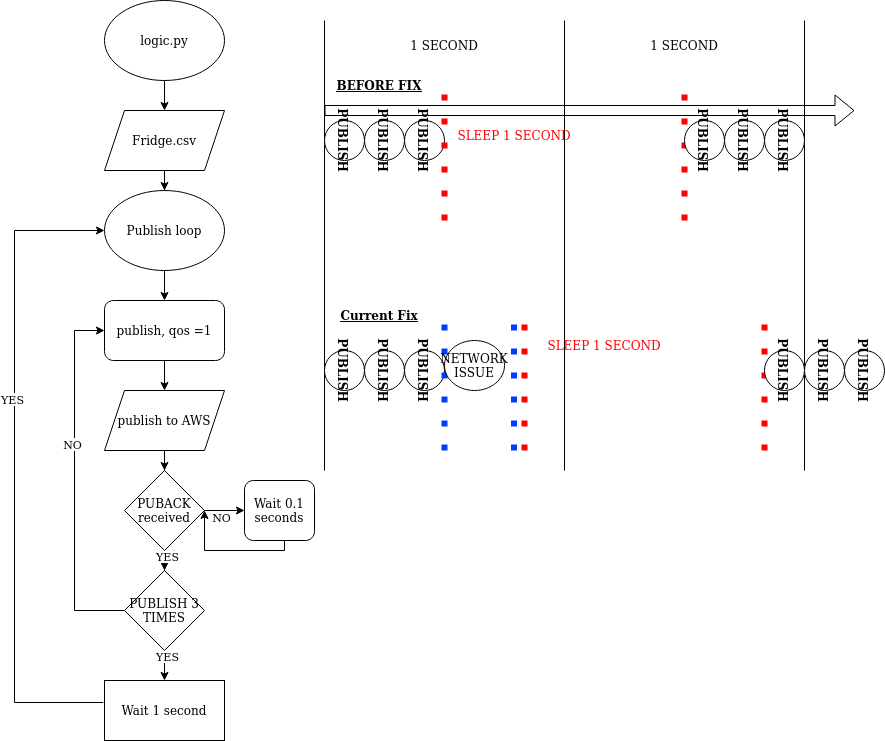 logic.py
Fridge.csv
Publish loop
publish, qos =1
publish to AWS
PUBACK
received
NO
Wait 0.1
seconds
YES
PUBLISH 3
TIMES
NO
YES
Wait 1 second
YES
1 SECOND
1 SECOND
BEFORE FIX
PUBLISH
PUBLISH
PUBLISH
SLEEP 1 SECOND
PUBLISH
PUBLISH
PUBLISH
Current Fix
PUBLISH
PUBLISH
PUBLISH
NETWORK
ISSUE
SLEEP 1 SECOND
PUBLISH
PUBLISH
PUBLISH